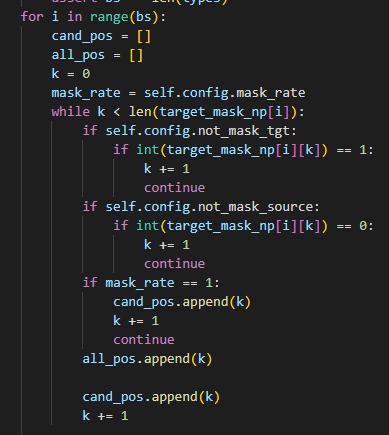 for i in range(bs):
    cand_pos = []
    all_pos = []
    k = 0
    mask_rate = self.config.mask_rate
    while k < len(target_mask_np[i]):
        if self.config.not_mask_tgt:
            if int(target_mask_np[i][k]) == 1:
                k += 1
                continue
        if self.config.not_mask_source:
            if int(target_mask_np[i][k]) == 0:
                k += 1
                continue
        if mask_rate == 1:
            cand_pos.append(k)
            k += 1
            continue
        all_pos.append(k)

        cand_pos.append(k)
        k += 1